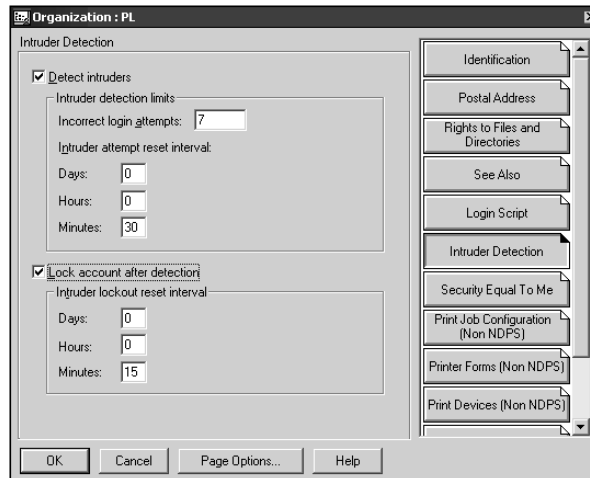 Organization : PL
Intruder Detection
Detect intruders
Intruder detection limits
Incorrect login attempts: 7
Intruder attempt reset interval:
Days: 0
Hours: 0
Minutes: 30
Lock account after detection
Intruder lockout reset interval
Days: 0
Hours: 0
Minutes: 15
Identification
Postal Address
Rights to Files and
Directories
See Also
Login Script
Intruder Detection
Security Equal To Me
Print Job Configuration
(Non NDPS)
Printer Forms (Non NDPS)
Print Devices (Non NDPS)
OK Cancel Page Options... Help